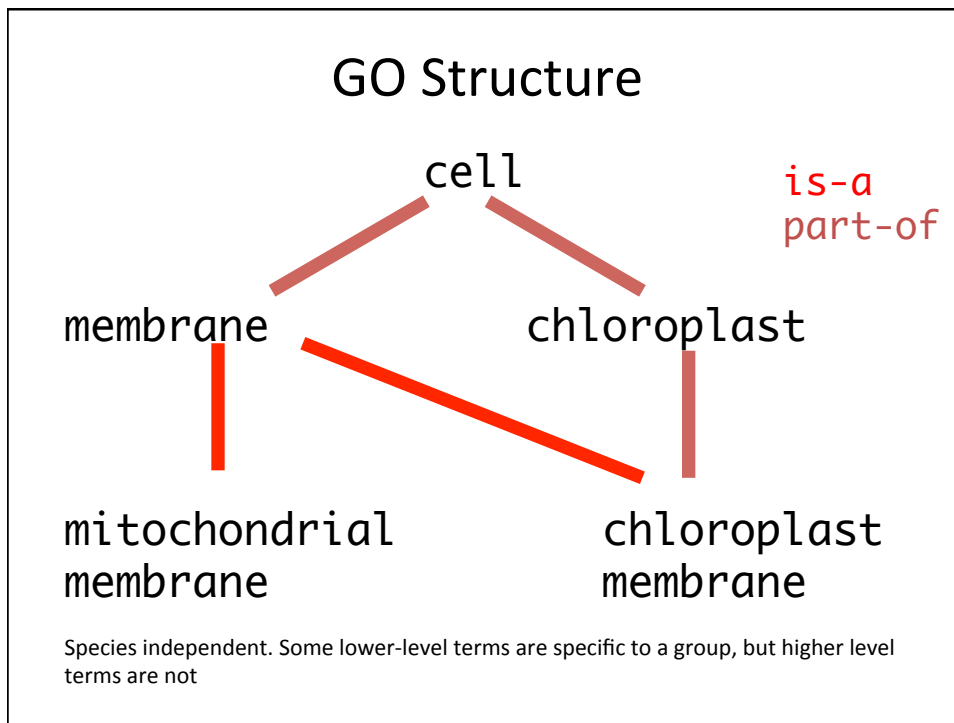 GO Structure
cell
is-a
part-of
membrane
chloroplast
mitochondrial
membrane
chloroplast
membrane
Species independent. Some lower-level terms are specific to a group, but higher level
terms are not